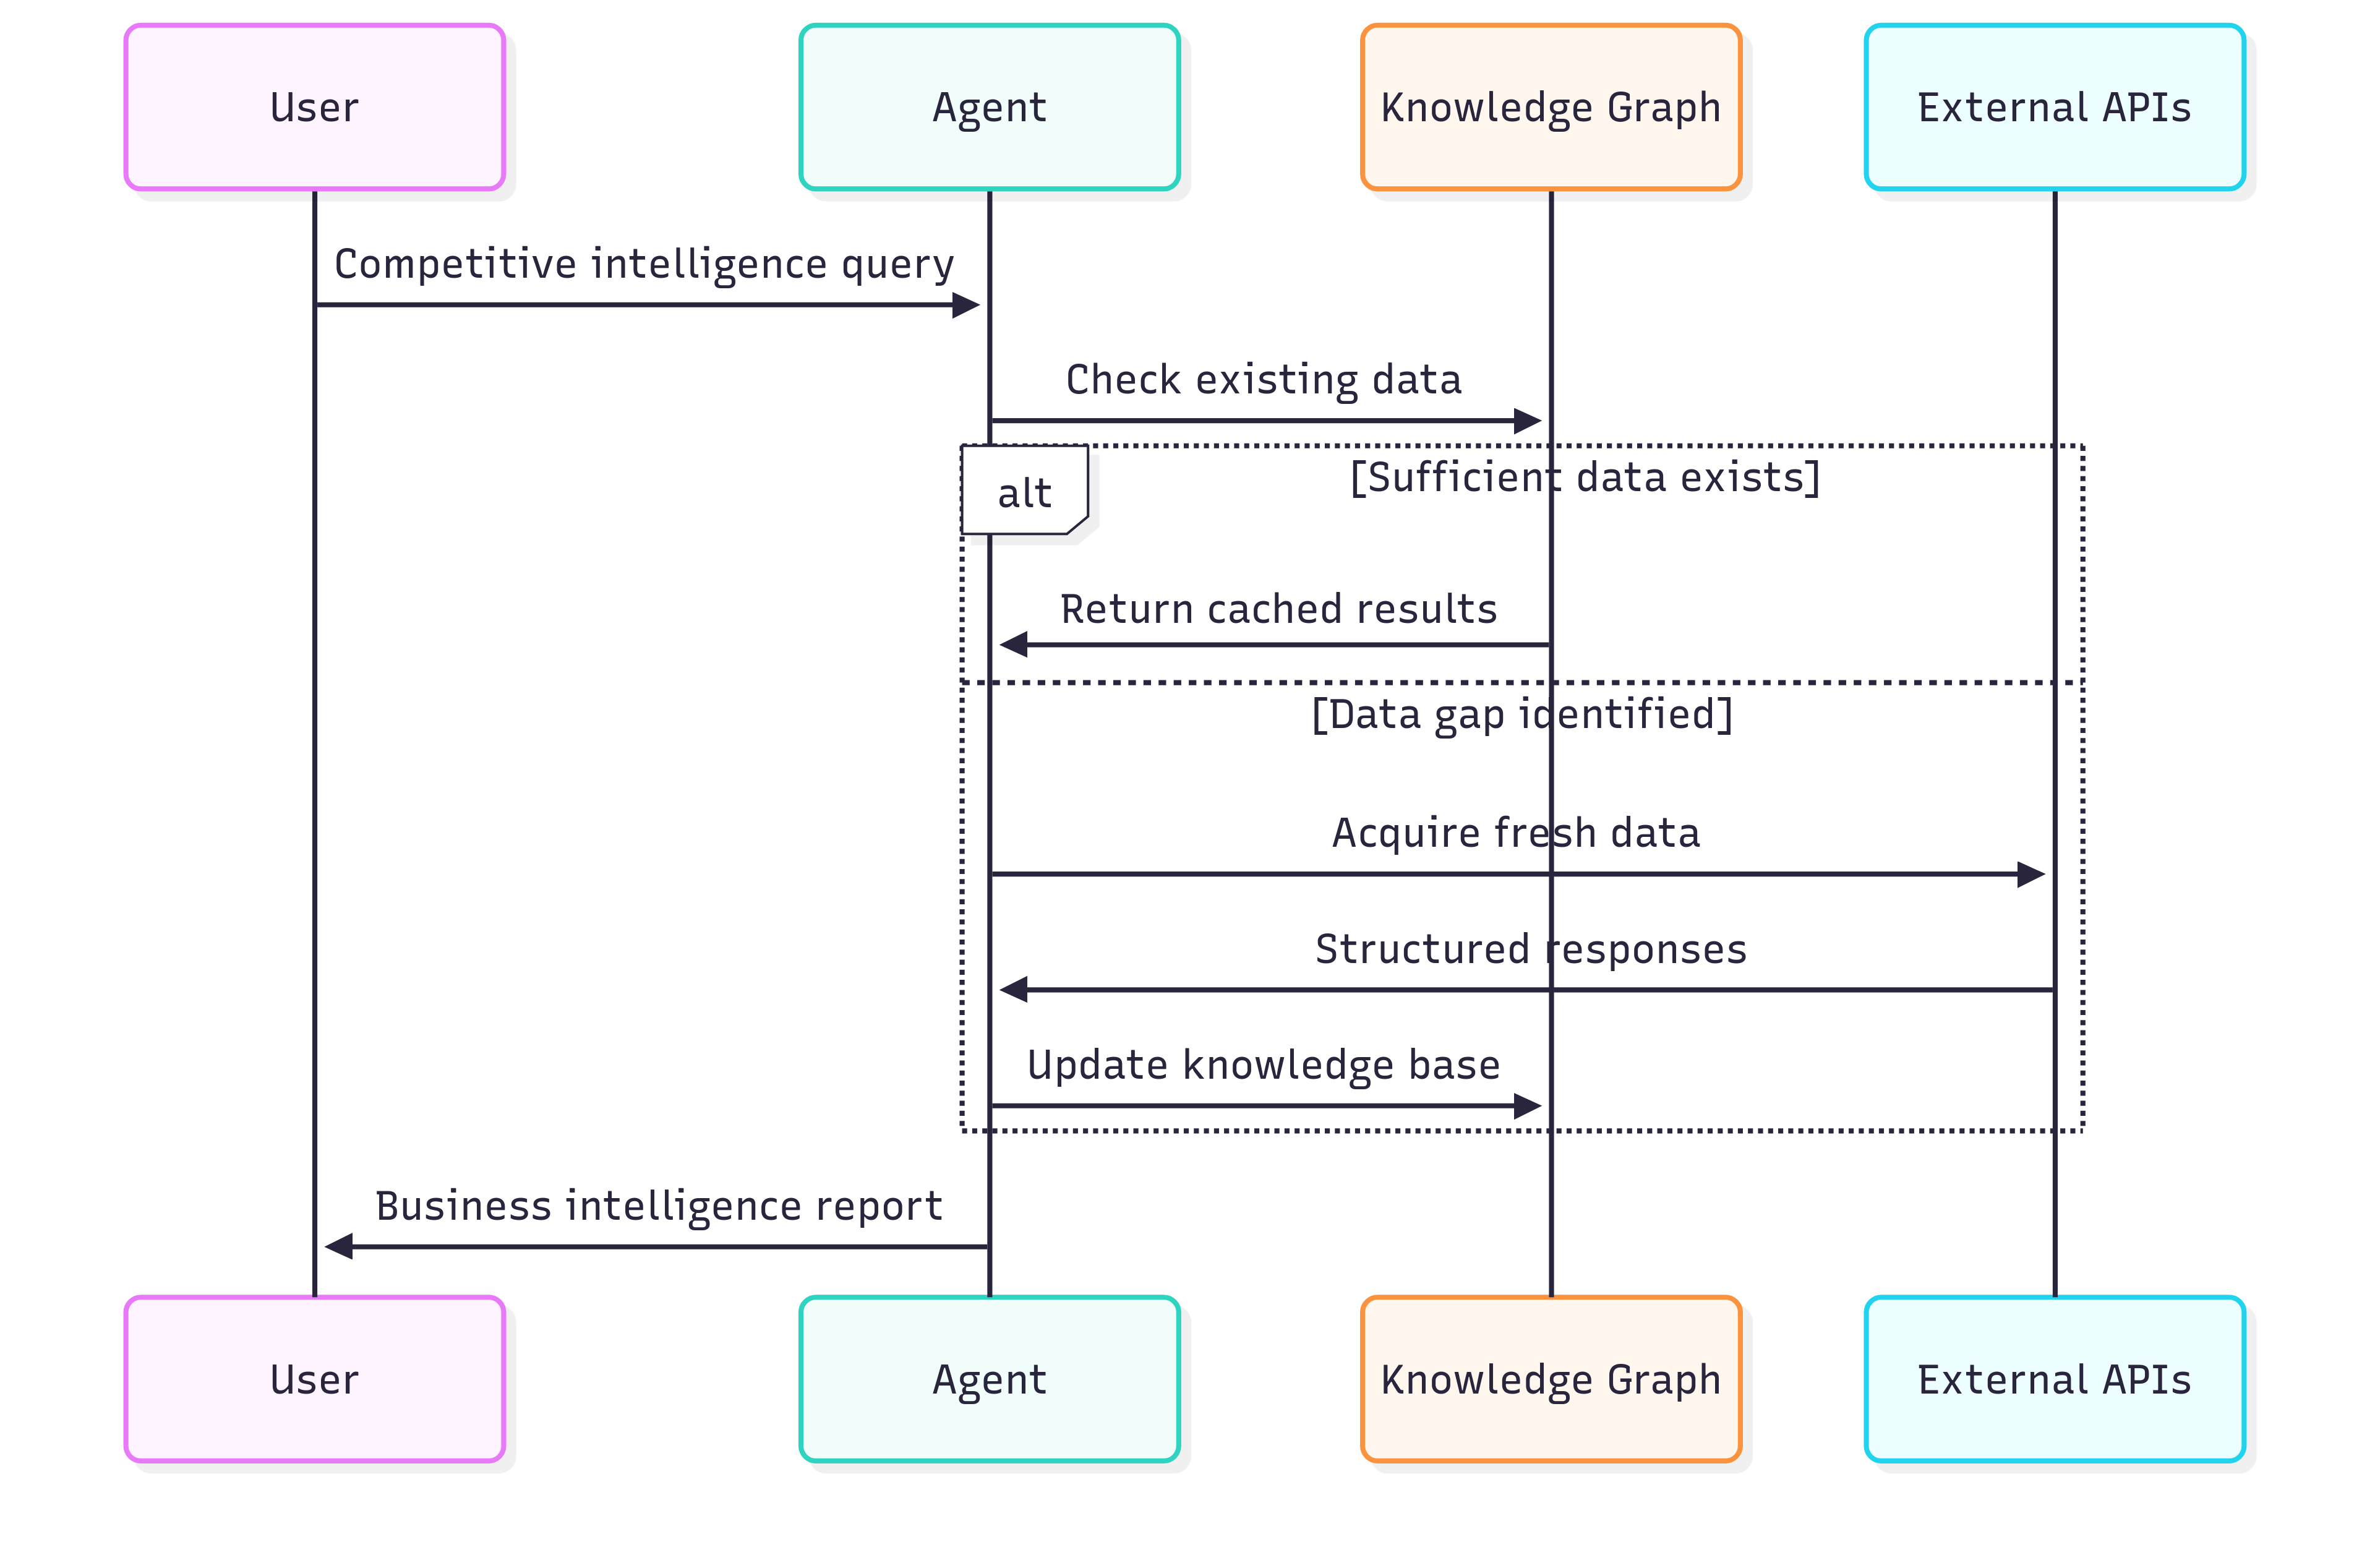 User
Agent
Knowledge Graph
External APIs
Competitive intelligence query
Check existing data
alt
[Sufficient data exists]
Return cached results
[Data gap identified]
Acquire fresh data
Structured responses
Update knowledge base
Business intelligence report
User
Agent
Knowledge Graph
External APIs